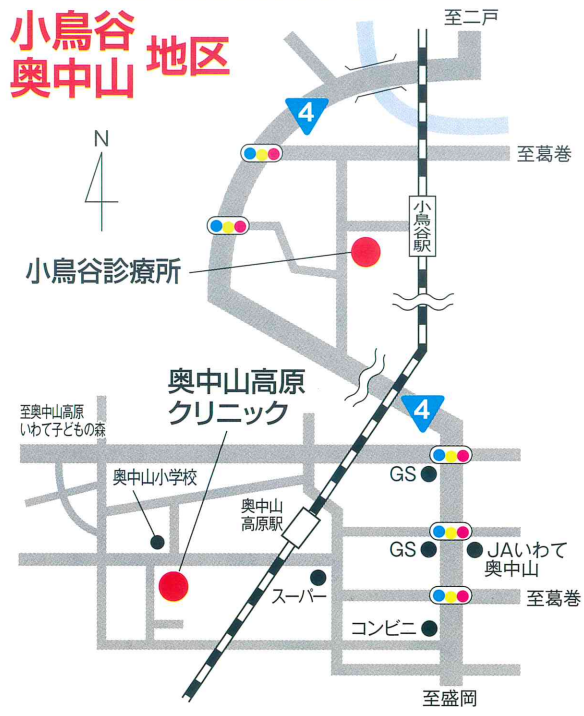 小鳥谷
奥中山
地区
至二戸
4
N
至葛巻
小鳥谷駅
小鳥谷診療所
奥中山高原
クリニック
4
至奥中山高原
いわて子どもの森
GS
奥中山小学校
奥中山
高原駅
GS
JAいわて
奥中山
スーパー
至葛巻
コンビニ
至盛岡